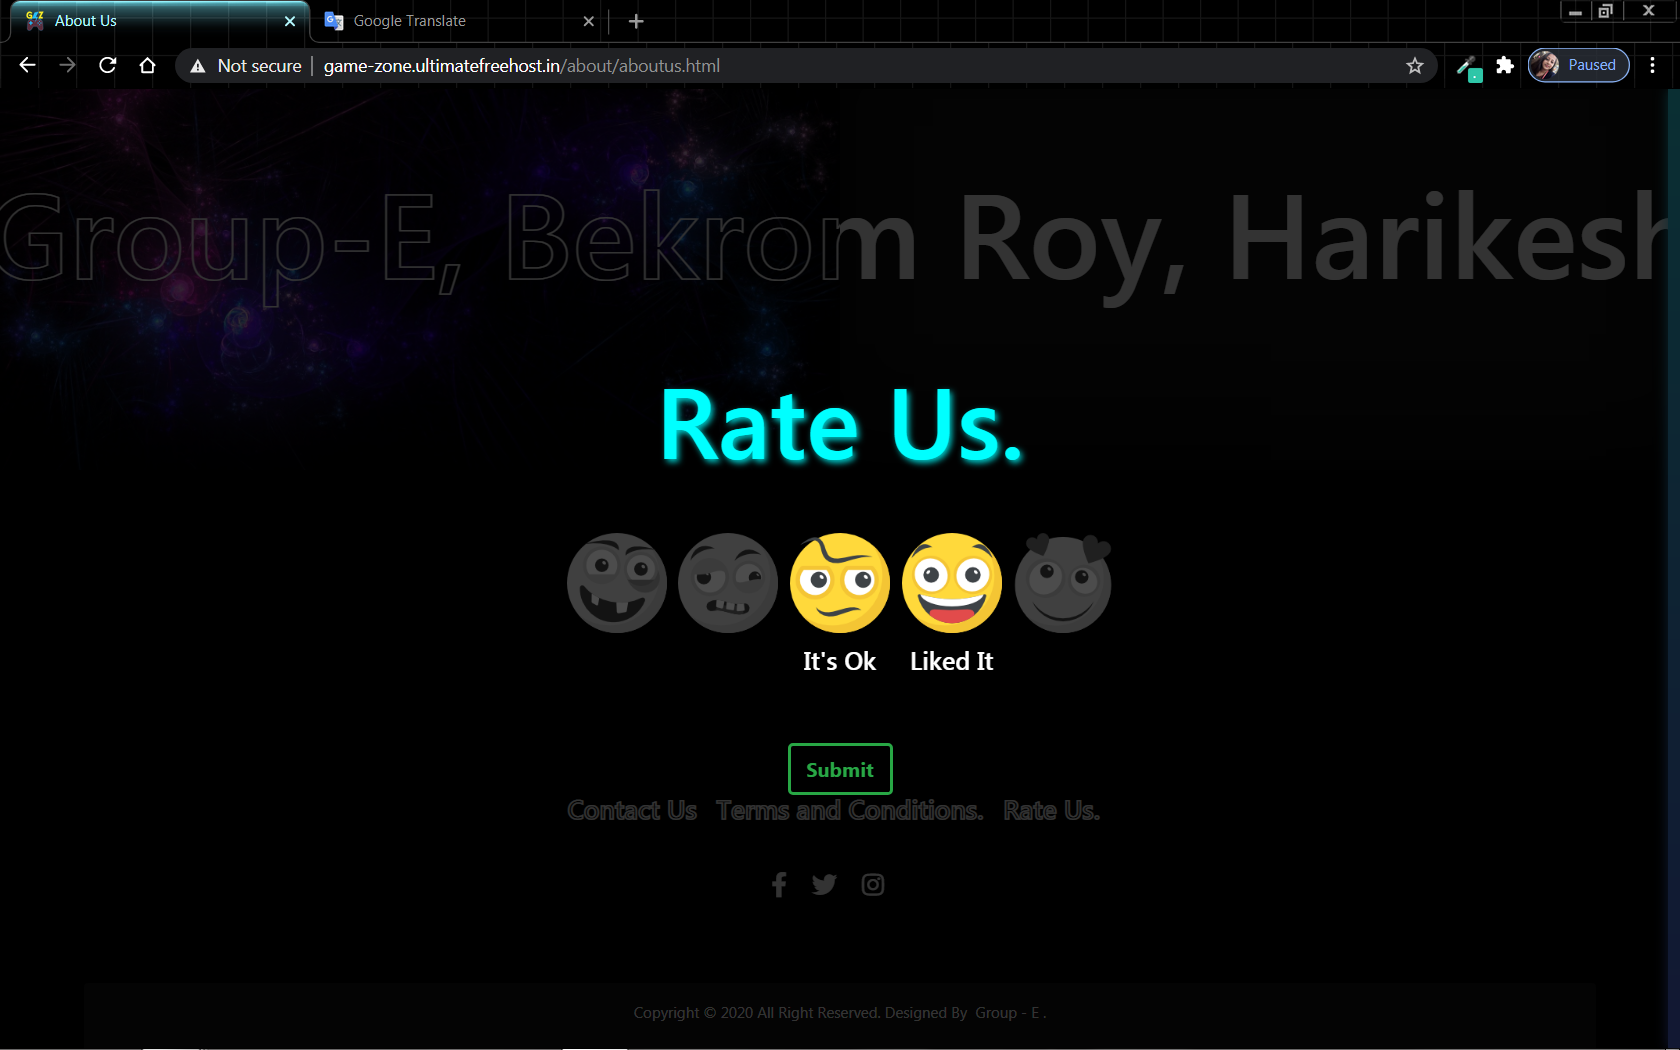 About Us
Google Translate
Not secure | game-zone.ultimatefreehost.in/about/aboutus.html
Paused
Group-E, Bekrom Roy, Harikesh
Rate Us.
It's Ok
Liked It
Submit
Contact Us Terms and Conditions. Rate Us.
Copyright © 2020 All Right Reserved. Designed By Group - E .